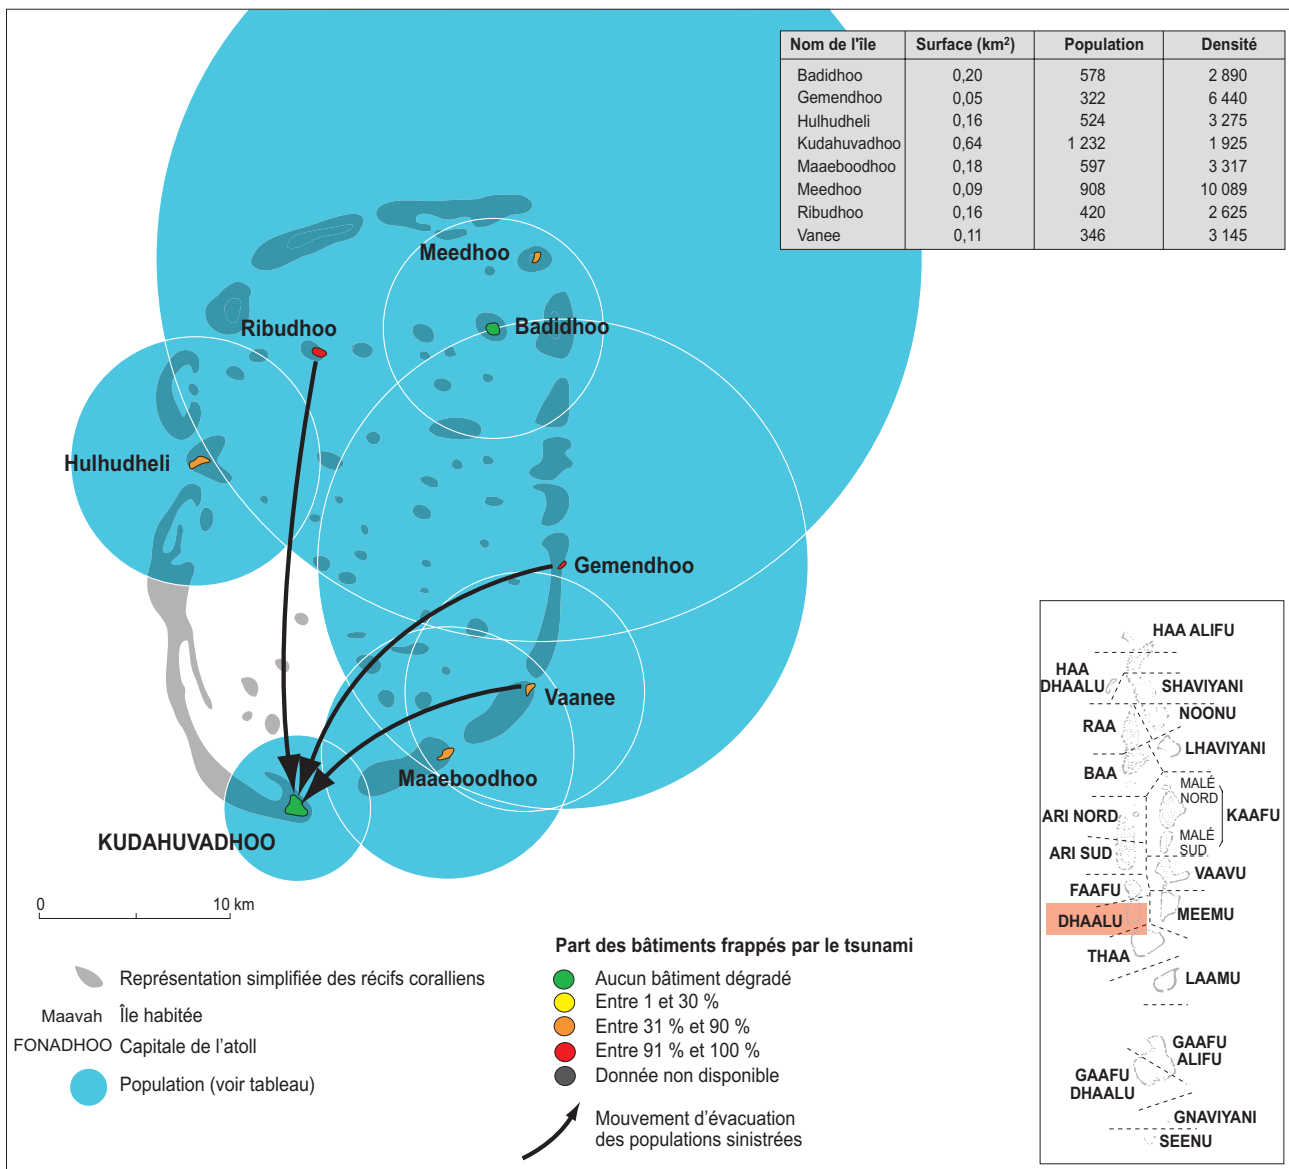 Nom de l'île Surface (km²) Population Densité
Badidhoo 0,20 578 2 890
Gemendhoo 0,05 322 6 440
Hulhudheli 0,16 524 3 275
Kudahuvadhoo 0,64 1 232 1 925
Maaeboodhoo 0,18 597 3 317
Meedhoo 0,09 908 10 089
Ribudhoo 0,16 420 2 625
Vanee 0,11 346 3 145
Meedhoo
Ribudhoo
Badidhoo
Hulhudheli
Gemendhoo
Vaanee
Maaeboodhoo
KUDAHUVADHOO
0 10 km
Représentation simplifiée des récifs coralliens
Maavah Île habitée
FONADHOO Capitale de l'atoll
Population (voir tableau)
Part des bâtiments frappés par le tsunami
Aucun bâtiment dégradé
Entre 1 et 30 %
Entre 31 % et 90 %
Entre 91 % et 100 %
Donnée non disponible
Mouvement d'évacuation
des populations sinistrées
HAA ALIFU
HAA
DHAALU
SHAVIYANI
NOONU
RAA
LHAVIYANI
BAA
MALÉ
NORD
KAAFU
ARI NORD
MALÉ
SUD
ARI SUD
VAAVU
FAAFU
DHAALU
MEEMU
THAA
LAAMU
GAAFU
ALIFU
GAAFU
DHAALU
GNAVIYANI
SEENU